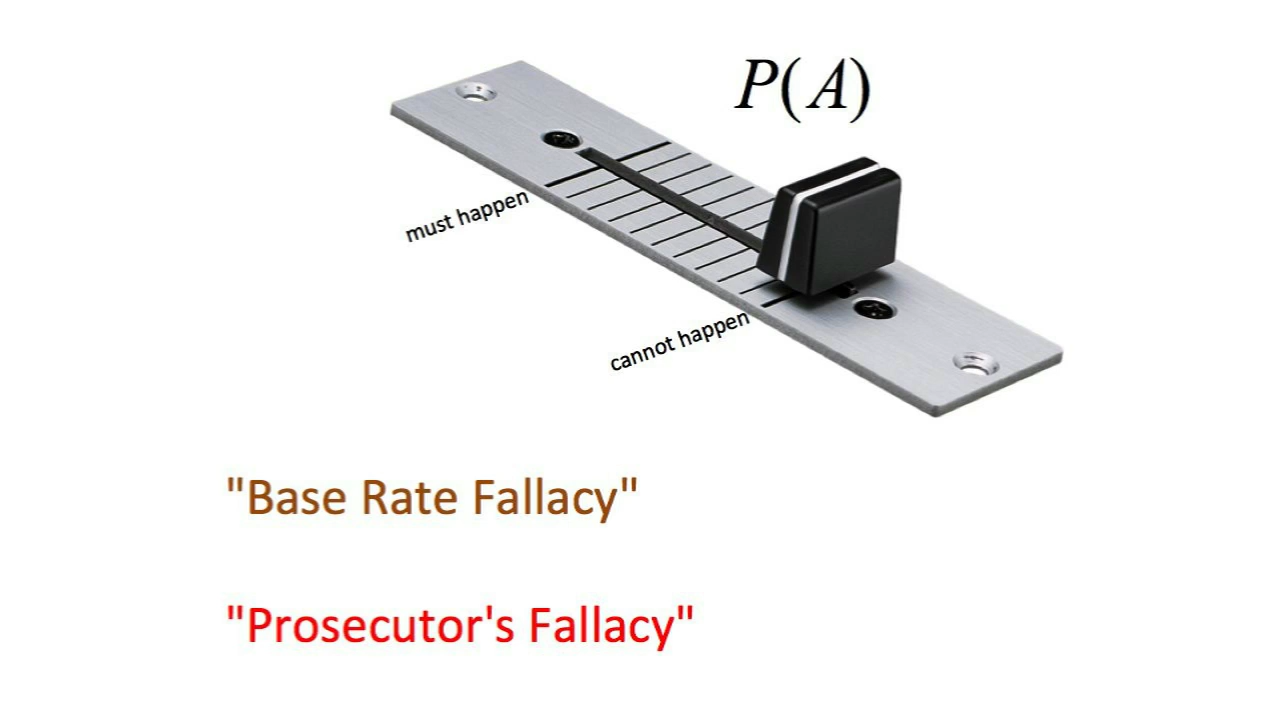 P(A)
must happen
cannot happen
"Base Rate Fallacy"
"Prosecutor's Fallacy"